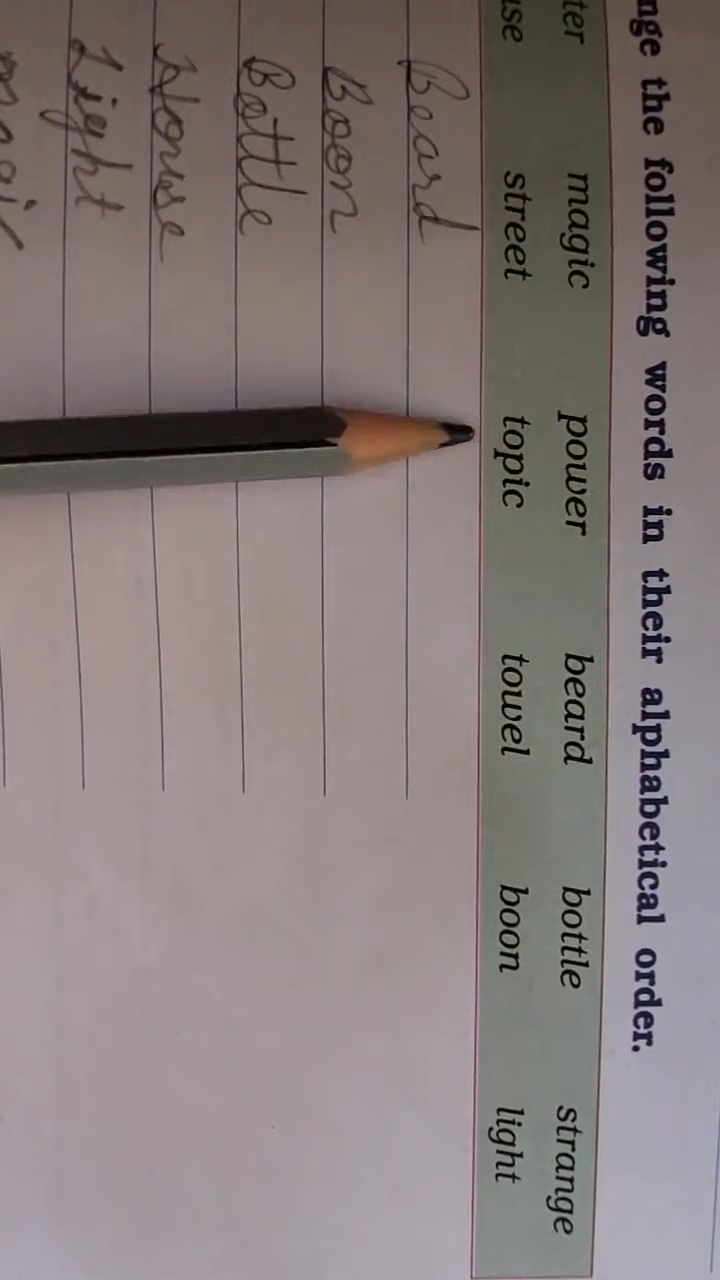 nge the following words in their alphabetical order.
ter magic power beard bottle strange
use street topic towel boon light
Beard
Boon
Bottle
House
Light